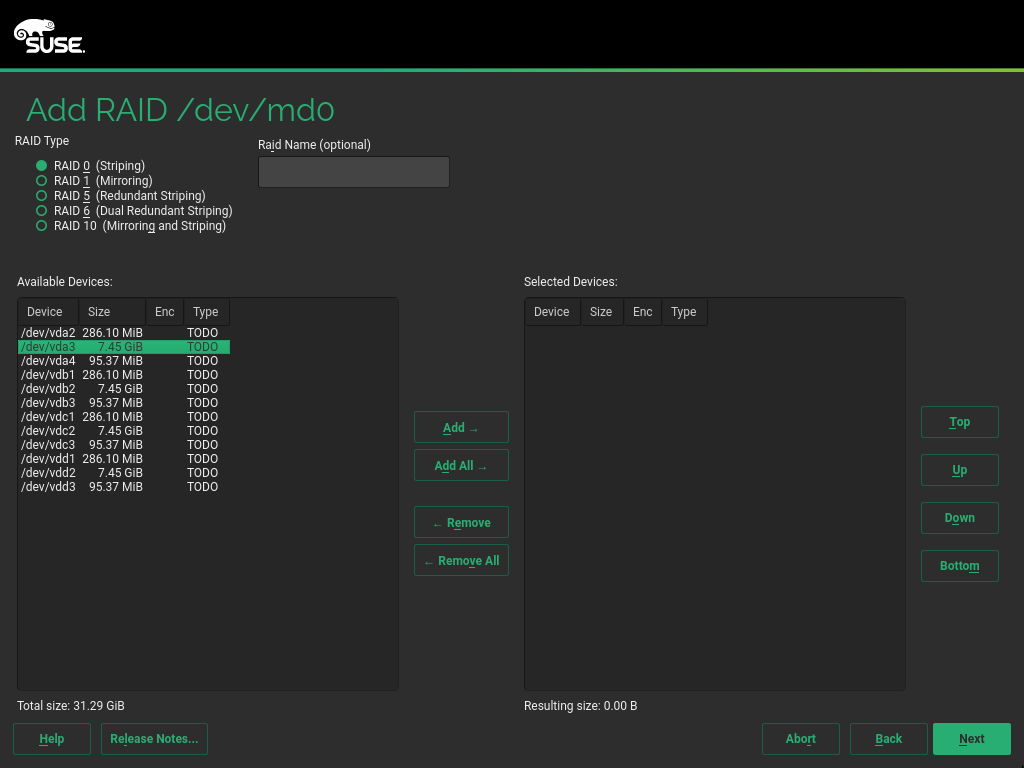 SUSE.
Add RAID /dev/md0
RAID Type
Raid Name (optional)
RAID 0 (Striping)
RAID 1 (Mirroring)
RAID 5 (Redundant Striping)
RAID 6 (Dual Redundant Striping)
RAID 10 (Mirroring and Striping)
Available Devices:
Device Size Enc Type
/dev/vda2 286.10 MiB TODO
/dev/vda3 7.45 GiB TODO
/dev/vda4 95.37 MiB TODO
/dev/vdb1 286.10 MiB TODO
/dev/vdb2 7.45 GiB TODO
/dev/vdb3 95.37 MiB TODO
/dev/vdc1 286.10 MiB TODO
/dev/vdc2 7.45 GiB TODO
/dev/vdc3 95.37 MiB TODO
/dev/vdd1 286.10 MiB TODO
/dev/vdd2 7.45 GiB TODO
/dev/vdd3 95.37 MiB TODO
Total size: 31.29 GiB
Add →
Add All →
← Remove
← Remove All
Selected Devices:
Device Size Enc Type
Resulting size: 0.00 B
Top
Up
Down
Bottom
Help Release Notes... Abort Back Next